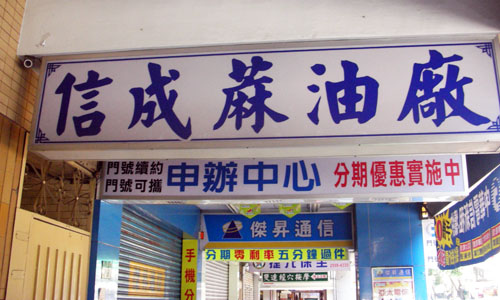 信成蔴油廠
門號續約
門號可攜
申辦中心
分期優惠實施中
傑昇通信
分期零利率五分鐘過件
手機分